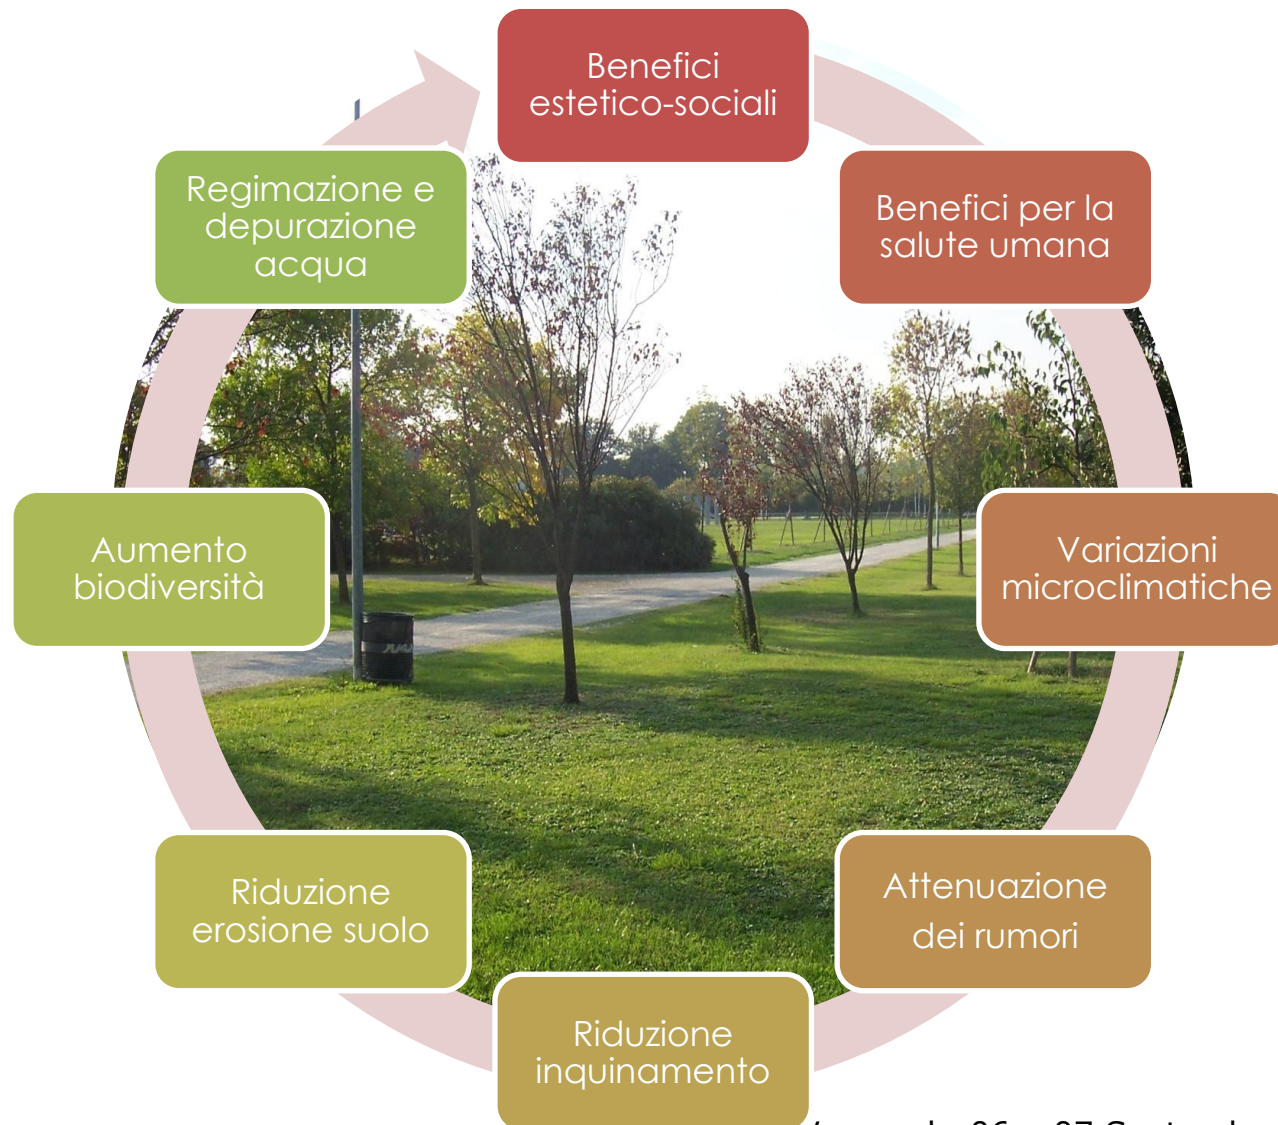 Benefici
estetico-sociali
Benefici per la
salute umana
Variazioni
microclimatiche
Attenuazione
dei rumori
Riduzione
inquinamento
Riduzione
erosione suolo
Aumento
biodiversità
Regimazione e
depurazione
acqua